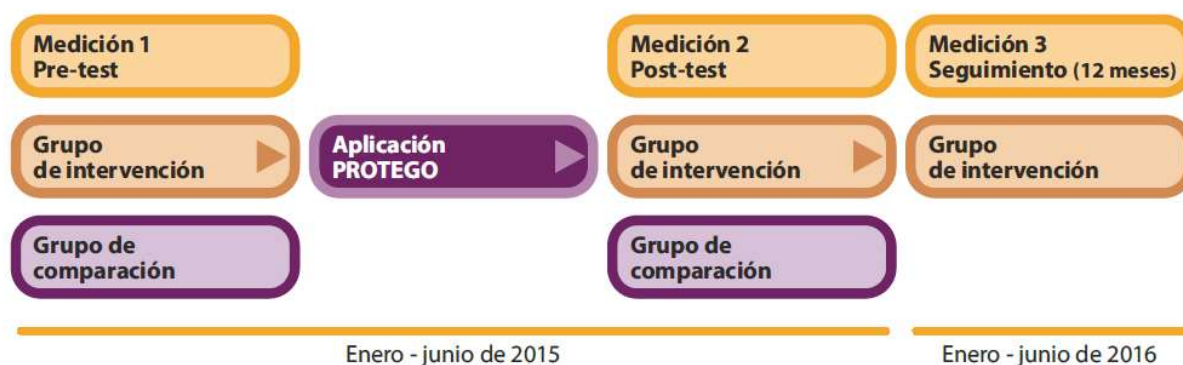 Medición 1
Pre-test
Medición 2
Post-test
Medición 3
Seguimiento (12 meses)
Grupo
de intervención
Aplicación
PROTEGO
Grupo
de intervención
Grupo
de intervención
Grupo de
comparación
Grupo de
comparación
Enero - junio de 2015
Enero - junio de 2016